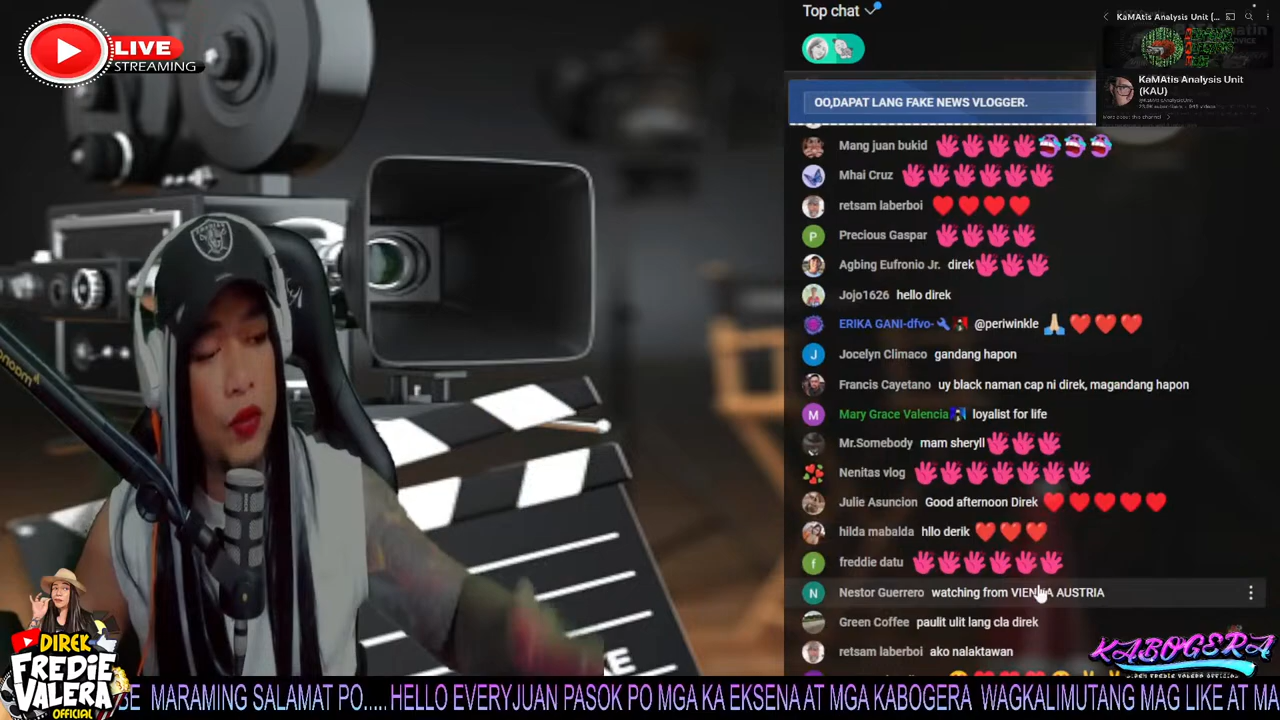 LIVE
STREAMING
Top chat
KaMAtis Analysis Unit (...
KaMAtis Analysis Unit
(KAU)
OO,DAPAT LANG FAKE NEWS VLOGGER.
Mang juan bukid
Mhai Cruz
retsam laberboi
P Precious Gaspar
Agbing Eufronio Jr. direk
Jojo1626 hello direk
ERIKA GANI-dfvo- @periwinkle
J Jocelyn Climaco gandang hapon
Francis Cayetano uy black naman cap ni direk, magandang hapon
M Mary Grace Valencia loyalist for life
Mr.Somebody mam sheryll
Nenitas vlog
Julie Asuncion Good afternoon Direk
hilda mabalda hllo derik
f freddie datu
N Nestor Guerrero watching from VIENNA AUSTRIA
Green Coffee paulit ulit lang cla direk
retsam laberboi ako nalaktawan
maono
RAIDERS
DIREK
FREDIE
VALERA
OFFICIAL
KABOGERA
SE MARAMING SALAMAT PO..... HELLO EVERYJUAN PASOK PO MGA KA EKSENA AT MGA KABOGERA WAGKALIMUTANG MAG LIKE AT MA